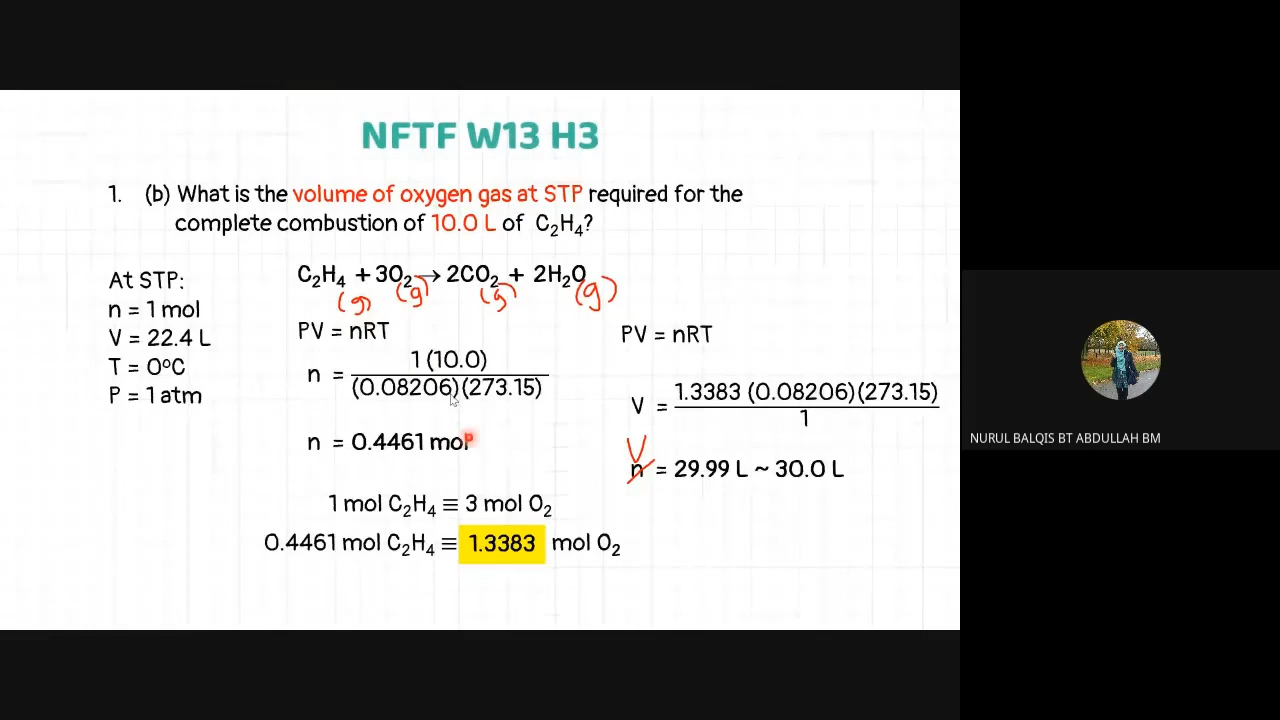 NFTF W13 H3
1. (b) What is the volume of oxygen gas at STP required for the
complete combustion of 10.0 L of C₂H₄?
At STP:
n = 1 mol
V = 22.4 L
T = 0°C
P = 1 atm
C₂H₄ + 3O₂ → 2CO₂ + 2H₂O
(g) (g) (g) (g)
PV = nRT
n = 1 (10.0)
(0.08206)(273.15)
n = 0.4461 mol
1 mol C₂H₄ ≡ 3 mol O₂
0.4461 mol C₂H₄ ≡ 1.3383 mol O₂
PV = nRT
V = 1.3383 (0.08206)(273.15)
1
V
n = 29.99 L ~ 30.0 L
NURUL BALQIS BT ABDULLAH BM